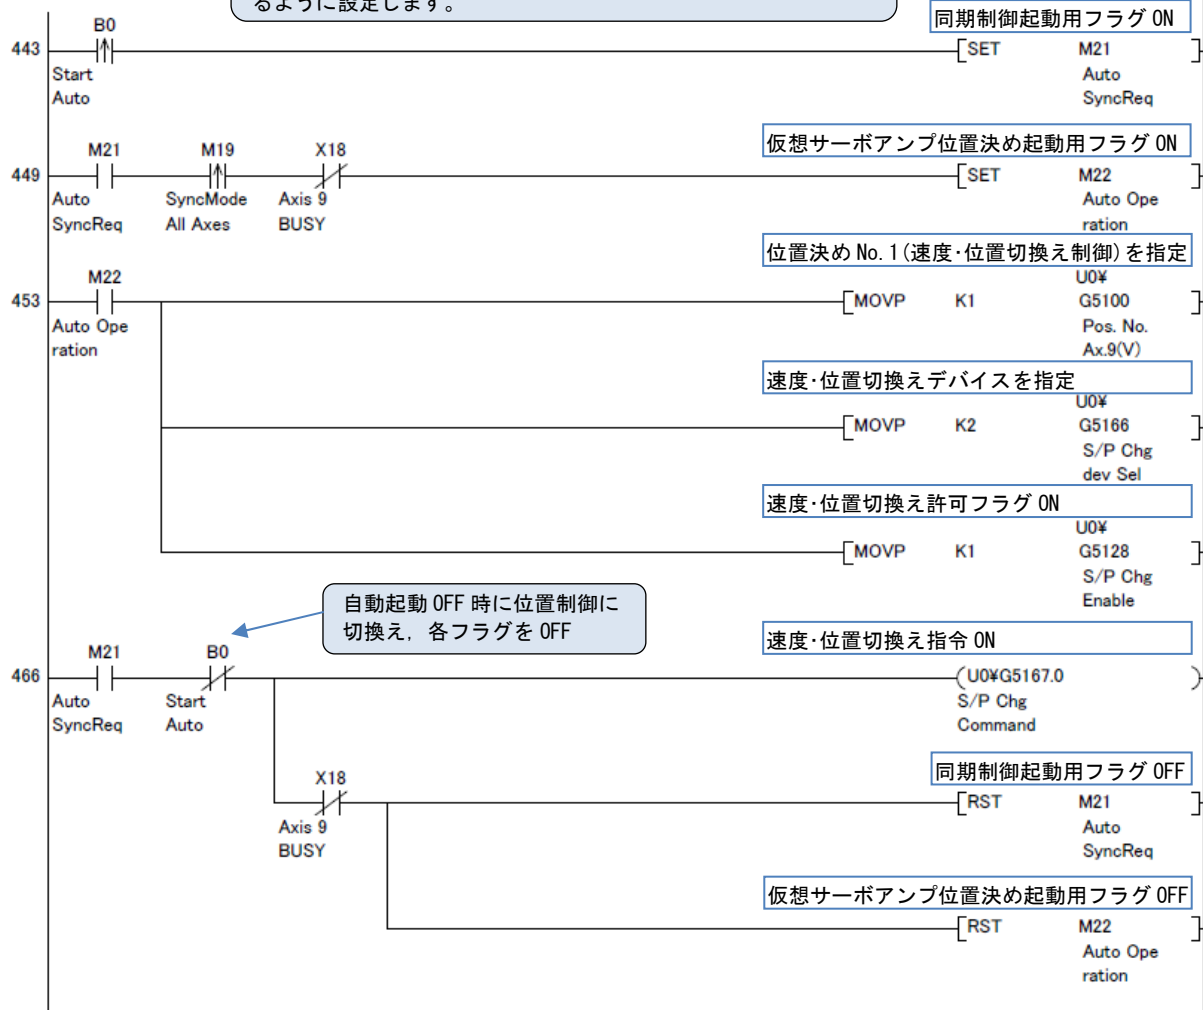 るように設定します。
同期制御起動用フラグ ON
B0
443
SET M21
Start
Auto
Auto
SyncReq
仮想サーボアンプ位置決め起動用フラグ ON
M21 M19 X18
449
SET M22
Auto
SyncReq
SyncMode
All Axes
Axis 9
BUSY
Auto Ope
ration
位置決め No.1(速度･位置切換え制御)を指定
M22
U0¥
453
MOVP K1 G5100
Auto Ope
ration
Pos. No.
Ax.9(V)
速度･位置切換えデバイスを指定
U0¥
MOVP K2 G5166
S/P Chg
dev Sel
速度･位置切換え許可フラグ ON
U0¥
MOVP K1 G5128
S/P Chg
Enable
自動起動 OFF 時に位置制御に
切換え，各フラグを OFF
速度･位置切換え指令 ON
M21 B0
466
U0¥G5167.0
Auto
SyncReq
Start
Auto
S/P Chg
Command
同期制御起動用フラグ OFF
X18
RST M21
Axis 9
BUSY
Auto
SyncReq
仮想サーボアンプ位置決め起動用フラグ OFF
RST M22
Auto Ope
ration